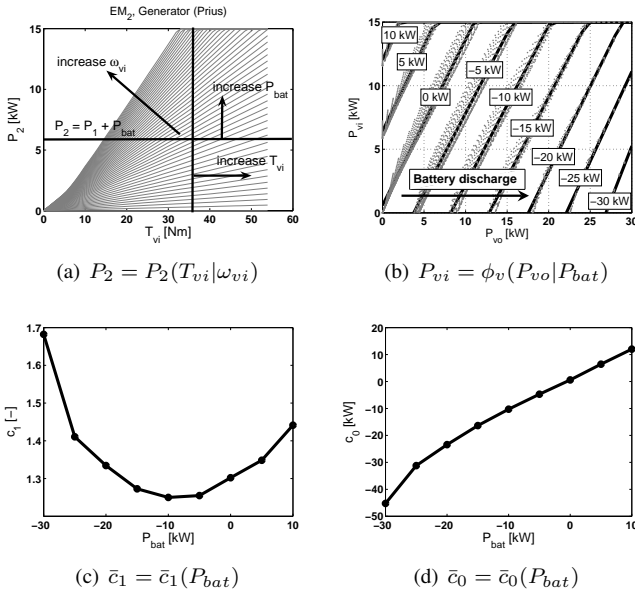 EM2, Generator (Prius)
15
10
5
0
P2 [kW]
increase ωvi
increase Pbat
P2 = P1 + Pbat
increase Tvi
0 10 20 30 40 50 60
Tvi [Nm]
(a) P2 = P2(Tvi|ωvi)
15
10
5
0
Pvi [kW]
10 kW
5 kW
0 kW
−5 kW
−10 kW
−15 kW
−20 kW
−25 kW
−30 kW
Battery discharge
0 5 10 15 20 25 30
Pvo [kW]
(b) Pvi = ϕv(Pvo|Pbat)
1.7
1.6
1.5
1.4
1.3
c1 [−]
−30 −20 −10 0 10
Pbat [kW]
(c) c̄1 = c̄1(Pbat)
20
10
0
−10
−20
−30
−40
−50
c0 [kW]
−30 −20 −10 0 10
Pbat [kW]
(d) c̄0 = c̄0(Pbat)